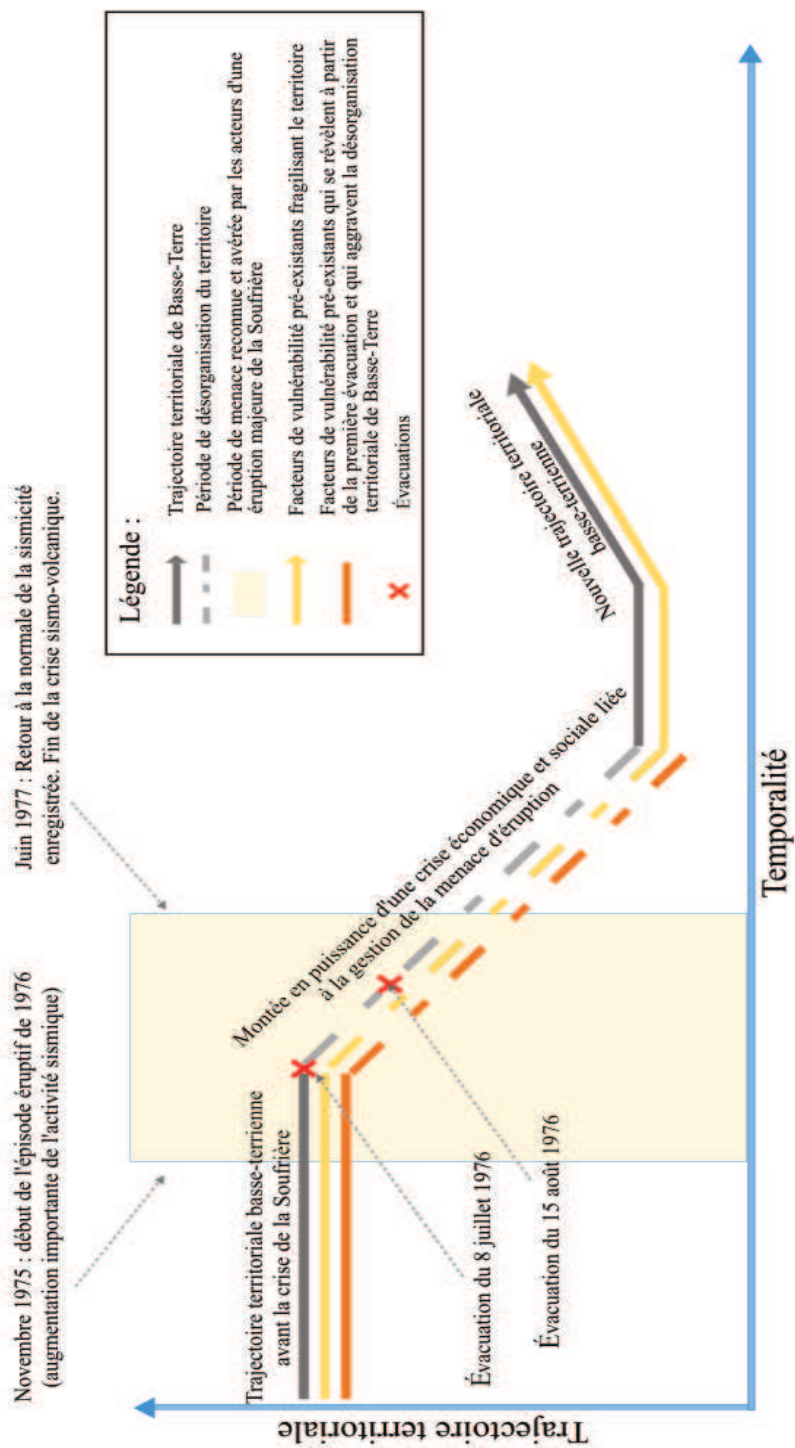 Novembre 1975 : début de l'épisode éruptif de 1976
(augmentation importante de l'activité sismique)
Juin 1977 : Retour à la normale de la sismicité
enregistrée. Fin de la crise sismo-volcanique.
Légende :
Trajectoire territoriale de Basse-Terre
Période de désorganisation du territoire
Période de menace reconnue et avérée par les acteurs d'une
éruption majeure de la Soufrière
Facteurs de vulnérabilité pré-existants fragilisant le territoire
Facteurs de vulnérabilité pré-existants qui se révèlent à partir
de la première évacuation et qui aggravent la désorganisation
territoriale de Basse-Terre
Évacuations
Trajectoire territoriale
Trajectoire territoriale basse-terrienne
avant la crise de la Soufrière
Montée en puissance d'une crise économique et sociale liée
à la gestion de la menace d'éruption
Nouvelle trajectoire territoriale
basse-terrienne
Évacuation du 8 juillet 1976
Évacuation du 15 août 1976
Temporalité